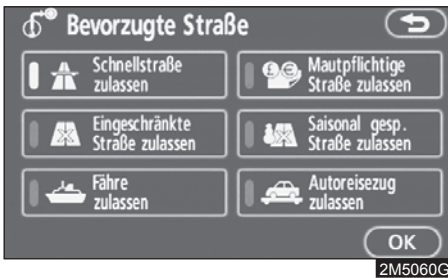 Bevorzugte Straße
Schnellstraße
zulassen
Mautpflichtige
Straße zulassen
Eingeschränkte
Straße zulassen
Saisonal gesp.
Straße zulassen
Fähre
zulassen
Autoreisezug
zulassen
OK
2M5060G